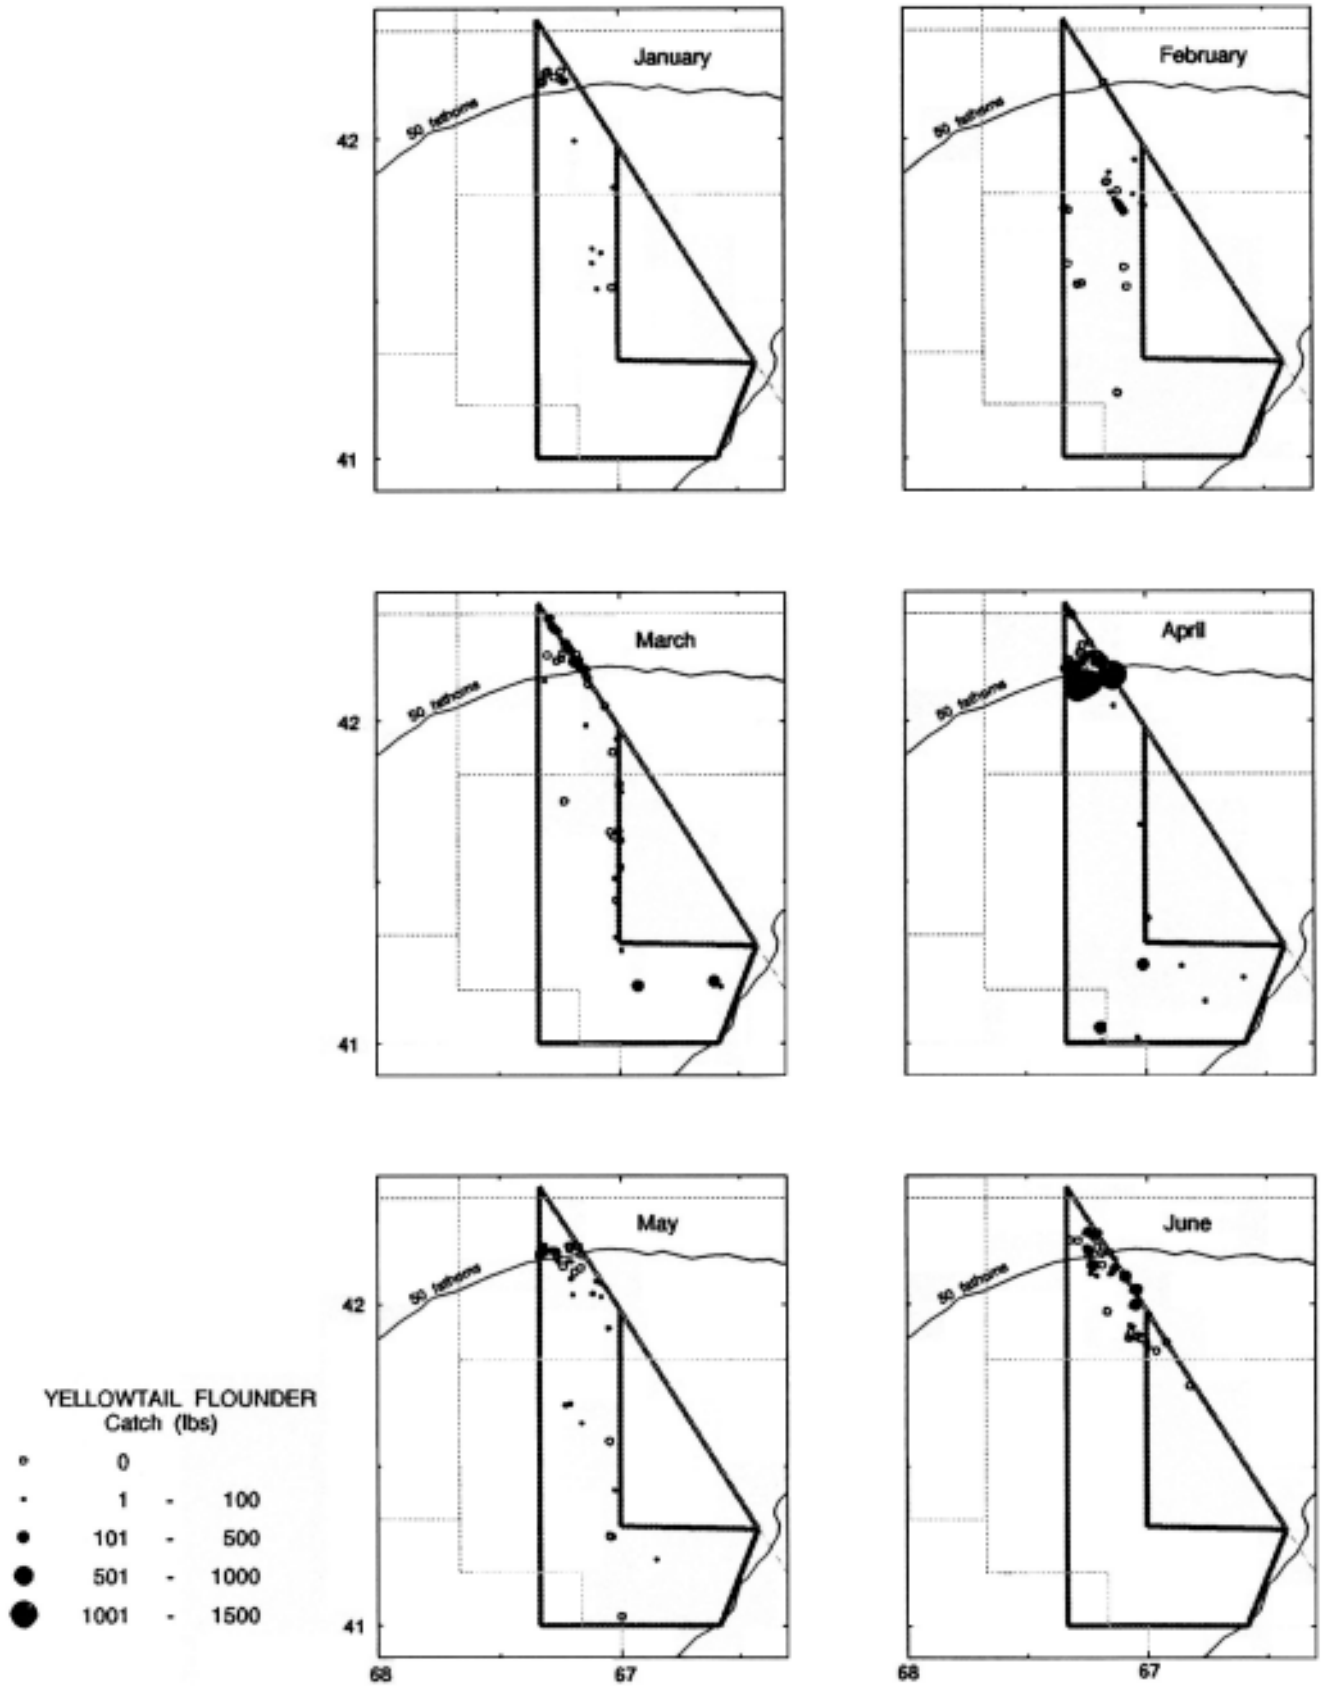 January
February
50 fathoms
50 fathoms
42
41
March
April
50 fathoms
50 fathoms
42
41
May
June
50 fathoms
50 fathoms
42
41
68
67
68
67
YELLOWTAIL FLOUNDER
Catch (lbs)
0
1 - 100
101 - 500
501 - 1000
1001 - 1500